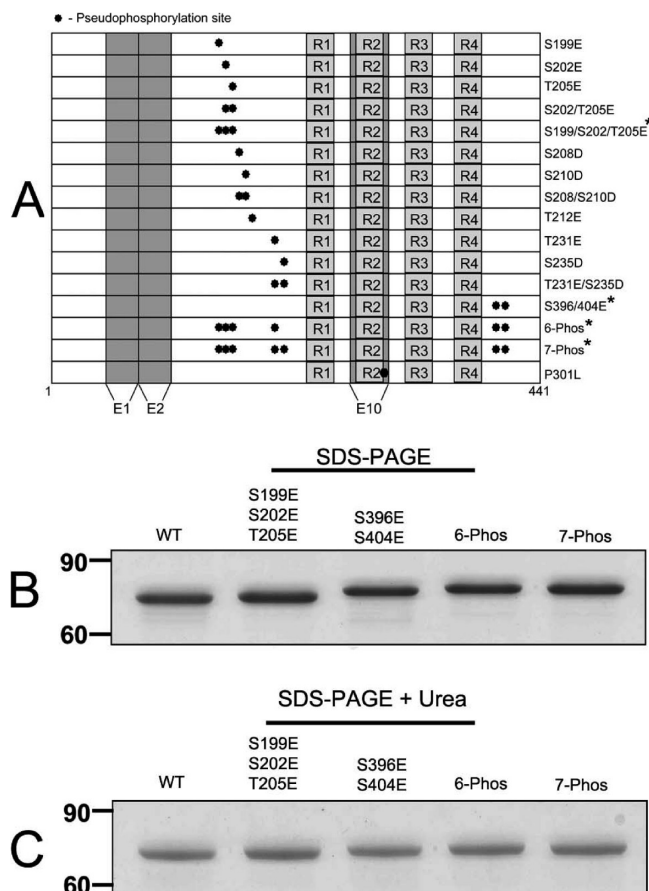 • - Pseudophosphorylation site
R1 R2 R3 R4 S199E
R1 R2 R3 R4 S202E
R1 R2 R3 R4 T205E
R1 R2 R3 R4 S202/T205E
R1 R2 R3 R4 S199/S202/T205E*
R1 R2 R3 R4 S208D
R1 R2 R3 R4 S210D
R1 R2 R3 R4 S208/S210D
R1 R2 R3 R4 T212E
R1 R2 R3 R4 T231E
R1 R2 R3 R4 S235D
R1 R2 R3 R4 T231E/S235D
R1 R2 R3 R4 S396/404E*
R1 R2 R3 R4 6-Phos*
R1 R2 R3 R4 7-Phos*
R1 R2 R3 R4 P301L
A
1 441
E1 E2 E10
SDS-PAGE
S199E
S202E S396E
WT T205E S404E 6-Phos 7-Phos
90
B
60
SDS-PAGE + Urea
S199E
S202E S396E
WT T205E S404E 6-Phos 7-Phos
90
C
60